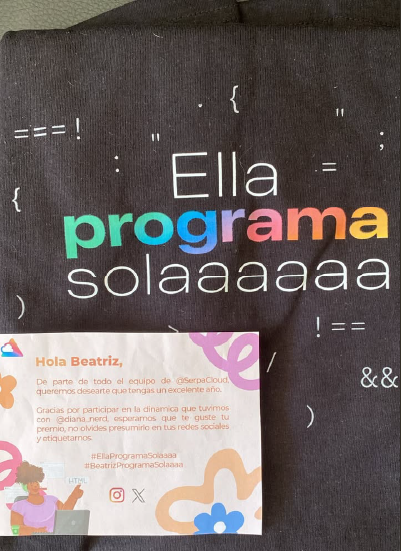 {
===!
"
"
;
:
Ella
=
{
programa
solaaaaaa
)
>
!==
/
&&
)
Hola Beatriz,
De parte de todo el equipo de @SerpaCloud,
queremos desearte que tengas un excelente año.
Gracias por participar en la dinámica que tuvimos
con @diana_nerd, esperamos que te guste tu
premio, no olvides presumirlo en tus redes sociales
y etiquetarnos.
#EllaProgramaSolaaaa
#BeatrizProgramaSolaaaa